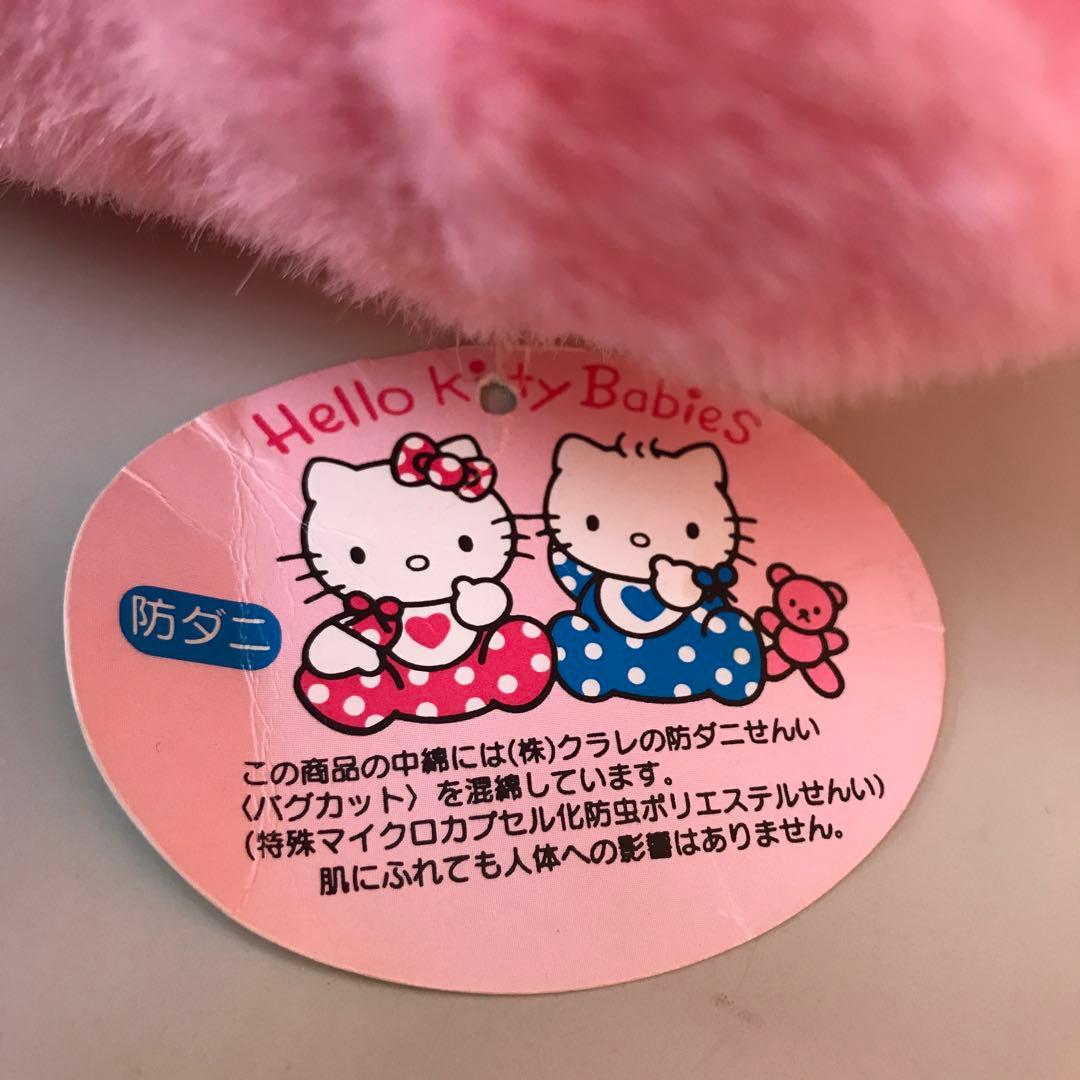 Hello Kitty Babies
防ダニ
この商品の中綿には(株)クラレの防ダニせんい
〈バグカット〉を混綿しています。
(特殊マイクロカプセル化防虫ポリエステルせんい)
肌にふれても人体への影響はありません。